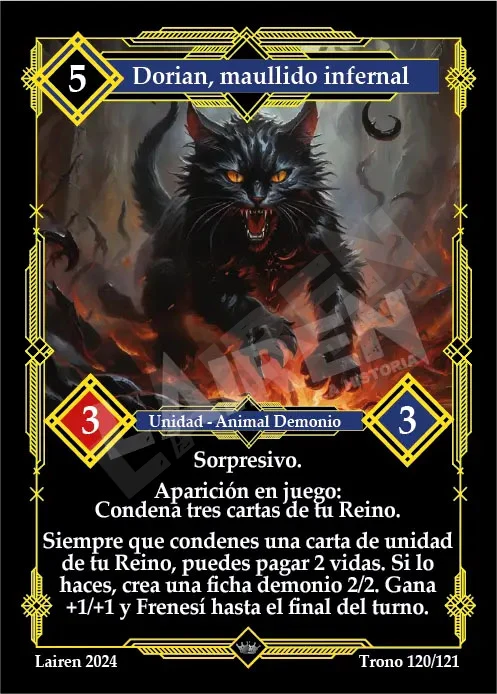 5
Dorian, maullido infernal
LAIREN
HISTORIA
3
Unidad - Animal Demonio
3
Sorpresivo.
Aparición en juego:
Condena tres cartas de tu Reino.
Siempre que condenes una carta de unidad
de tu Reino, puedes pagar 2 vidas. Si lo
haces, crea una ficha demonio 2/2. Gana
+1/+1 y Frenesí hasta el final del turno.
Lairen 2024
Trono 120/121